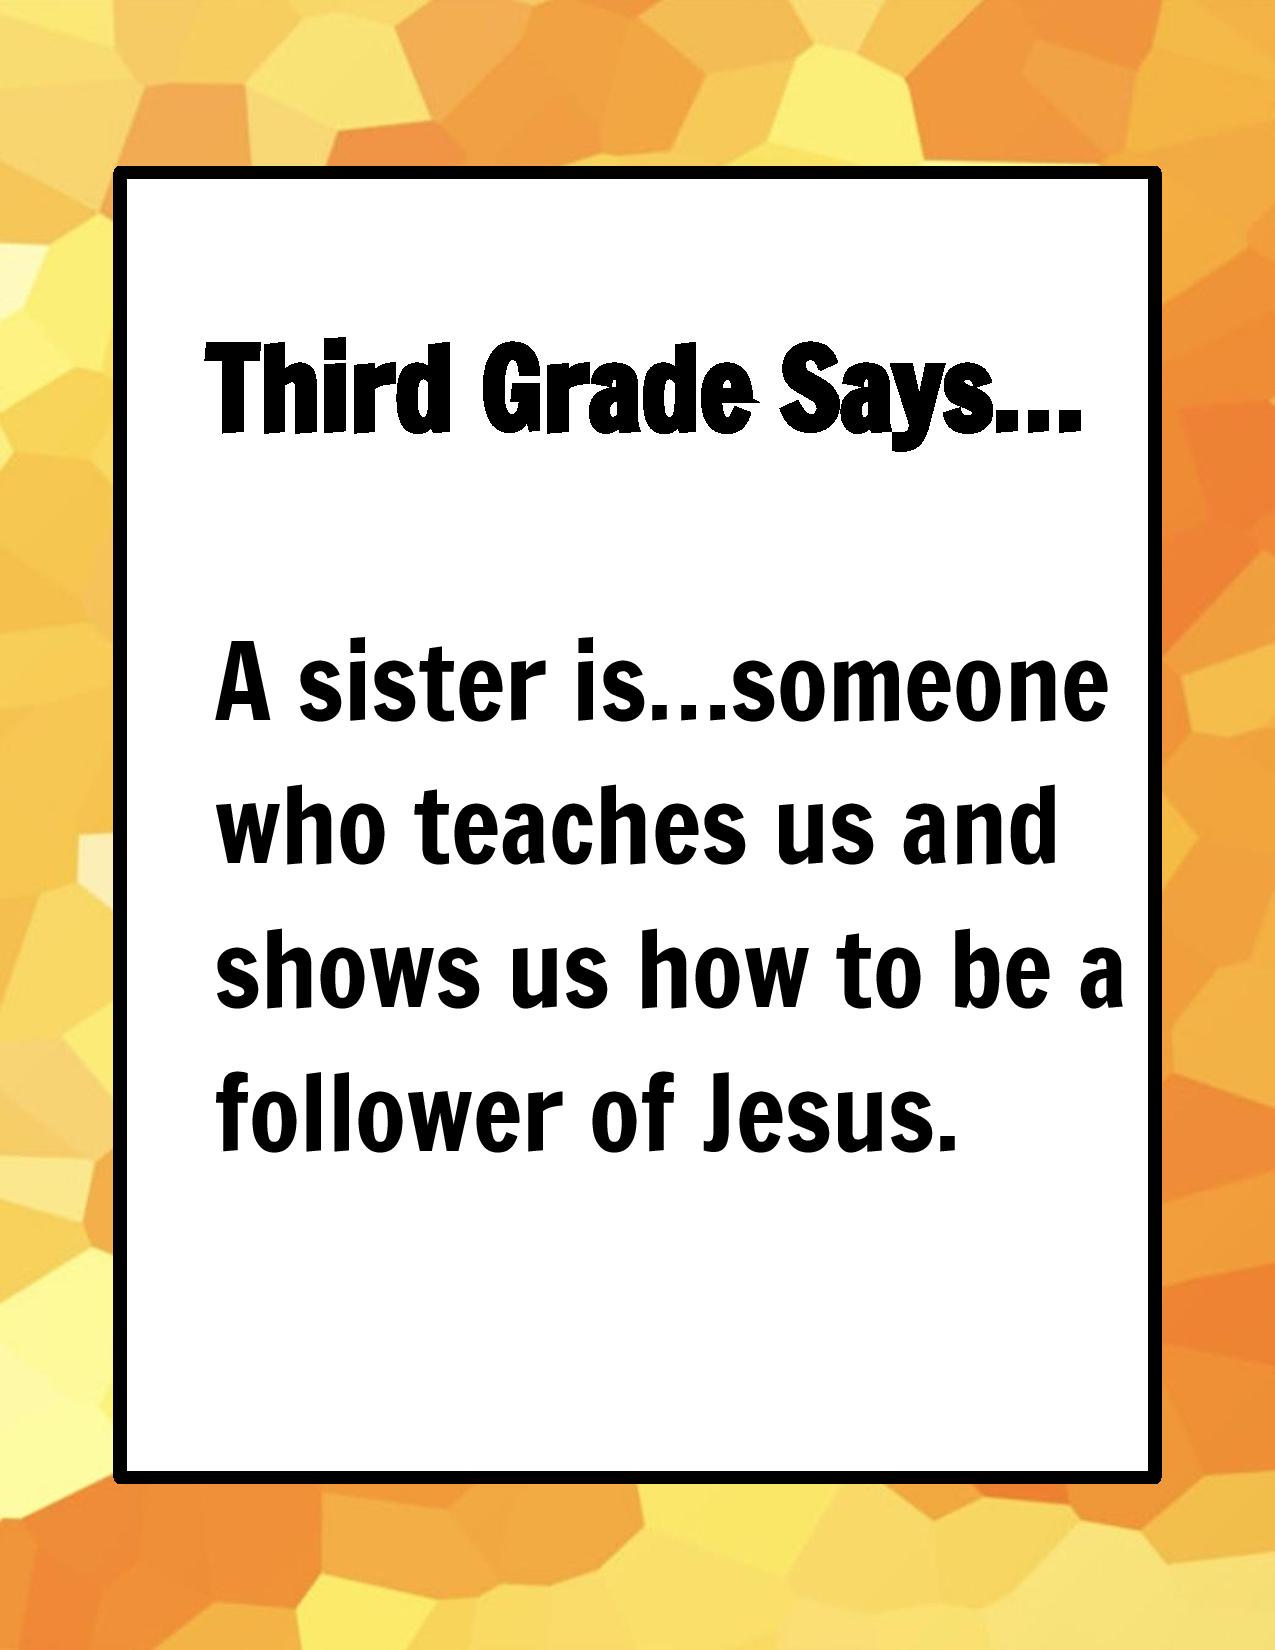 Third Grade Says...
A sister is...someone
who teaches us and
shows us how to be a
follower of Jesus.